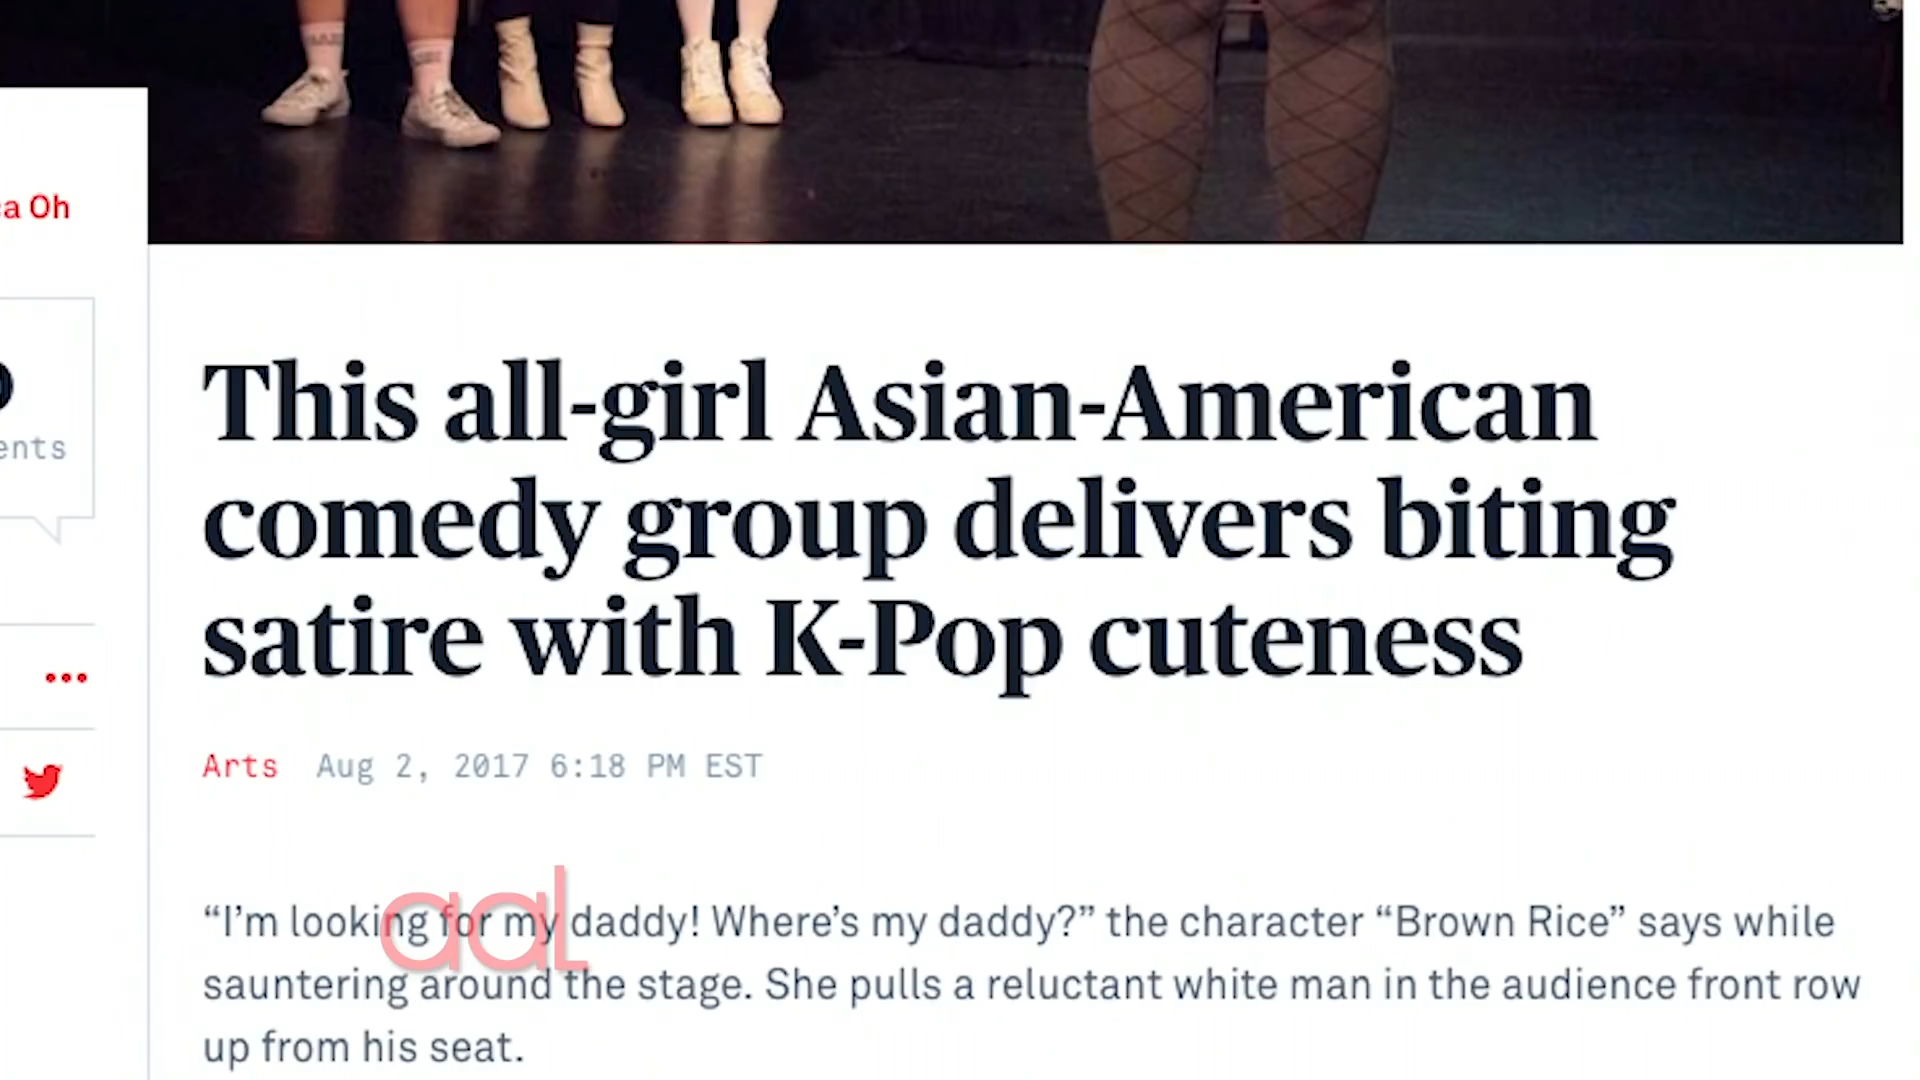 Oh
This all-girl Asian-American
comedy group delivers biting
satire with K-Pop cuteness
Arts Aug 2, 2017 6:18 PM EST
“I’m looking for my daddy! Where’s my daddy?” the character “Brown Rice” says while
sauntering around the stage. She pulls a reluctant white man in the audience front row
up from his seat.
aaL